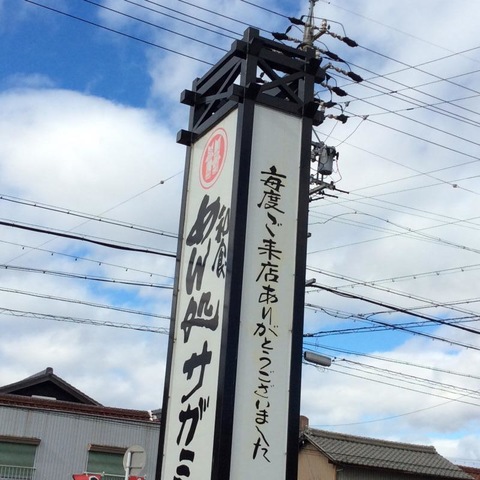 和食
めん処サガミ
毎度ご来店ありがとうございました